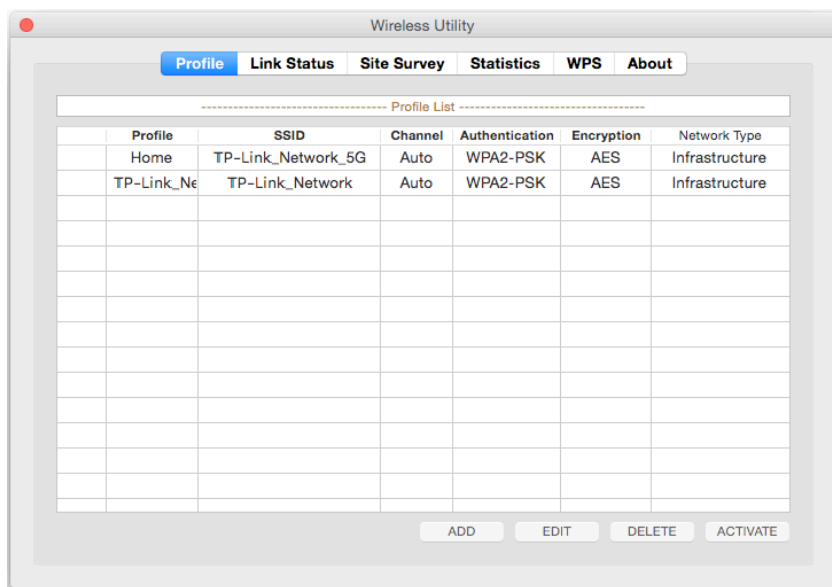 Wireless Utility
Profile Link Status Site Survey Statistics WPS About
----------------------------------- Profile List -----------------------------------
Profile SSID Channel Authentication Encryption Network Type
Home TP-Link_Network_5G Auto WPA2-PSK AES Infrastructure
TP-Link_Ne TP-Link_Network Auto WPA2-PSK AES Infrastructure
ADD EDIT DELETE ACTIVATE